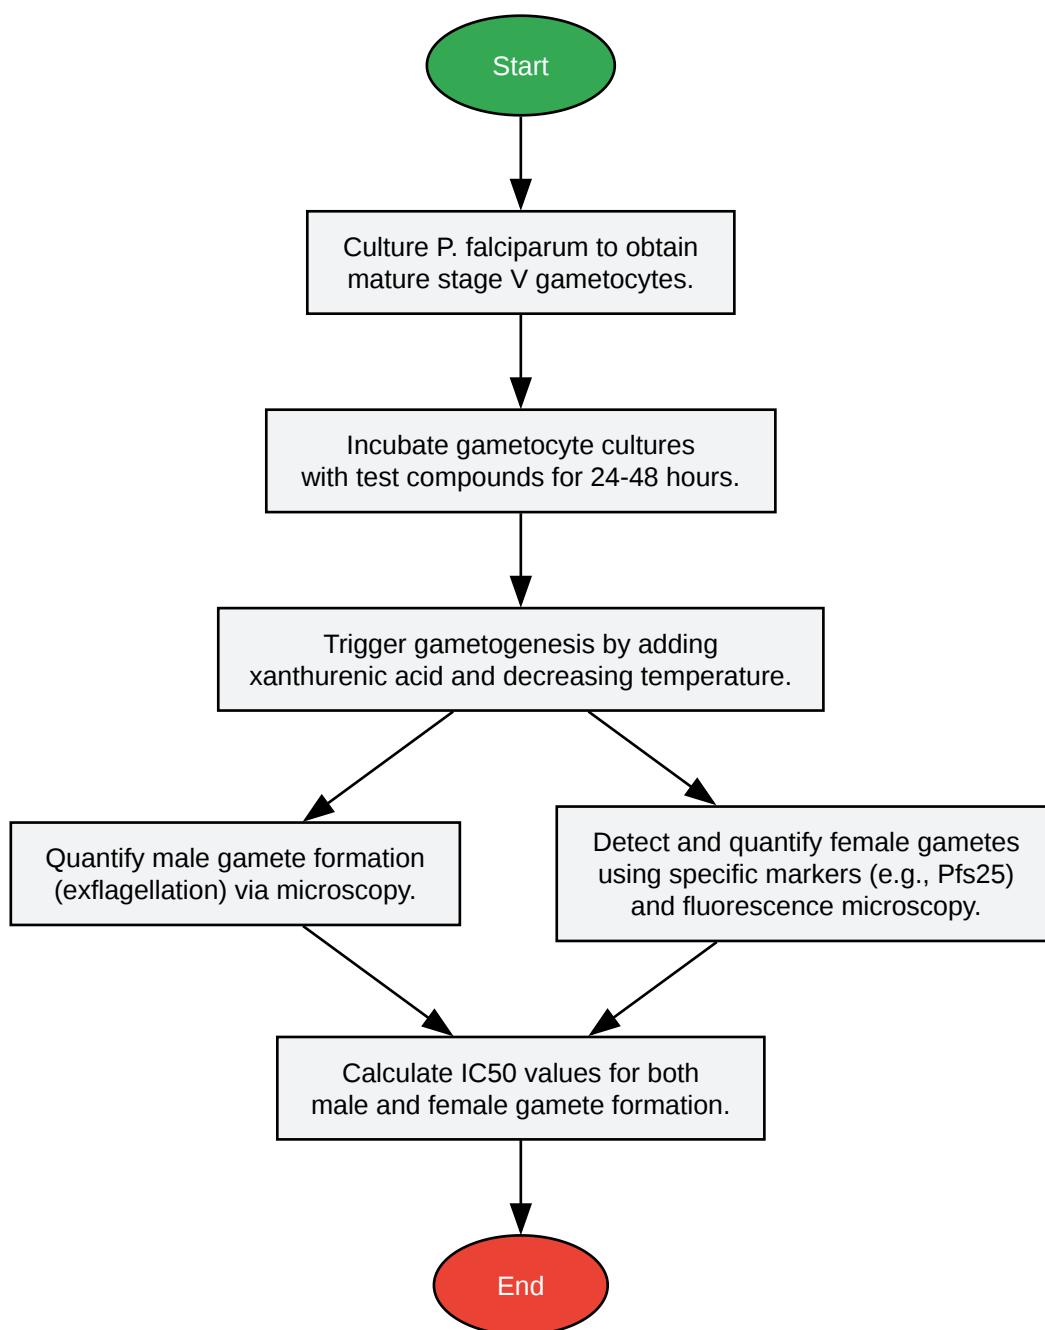 Start
Culture P. falciparum to obtain
mature stage V gametocytes.
Incubate gametocyte cultures
with test compounds for 24-48 hours.
Trigger gametogenesis by adding
xanthurenic acid and decreasing temperature.
Quantify male gamete formation
(exflagellation) via microscopy.
Detect and quantify female gametes
using specific markers (e.g., Pfs25)
and fluorescence microscopy.
Calculate IC50 values for both
male and female gamete formation.
End